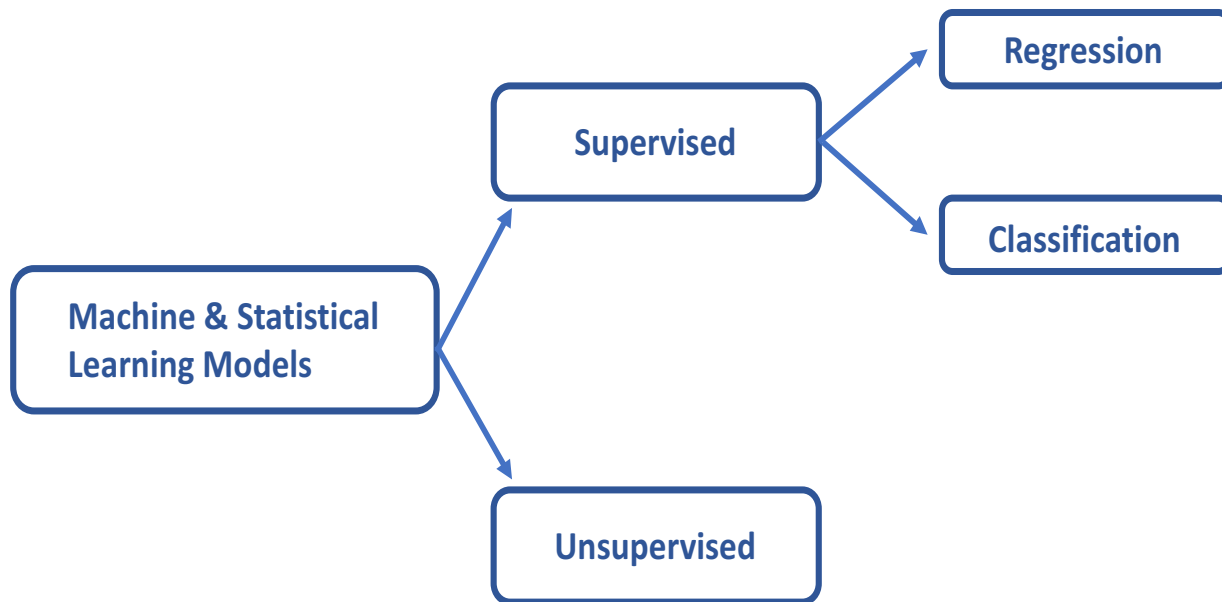 Regression
Supervised
Classification
Machine & Statistical
Learning Models
Unsupervised